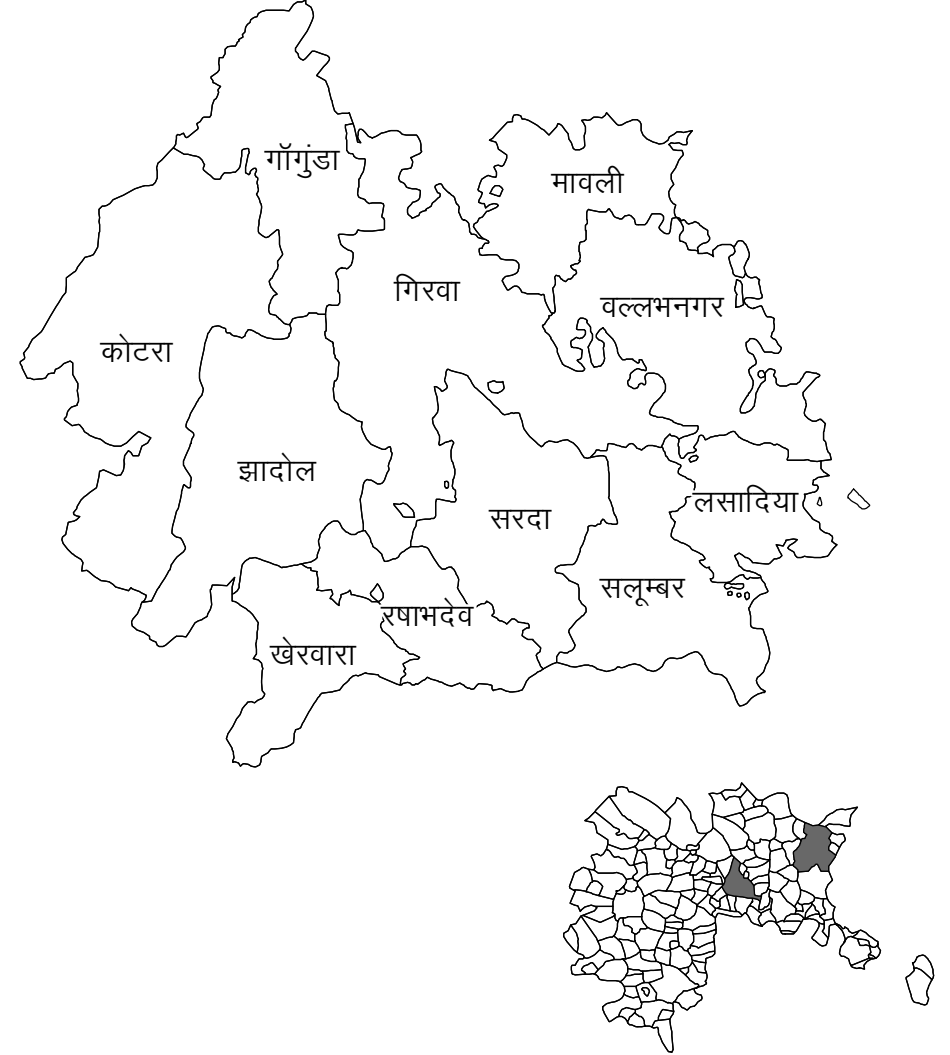 गॉगुंडा
मावली
गिरवा
वल्लभनगर
कोटरा
झादोल
लसादिया
सरदा
सलूम्बर
रषाभदेव
खेरवारा